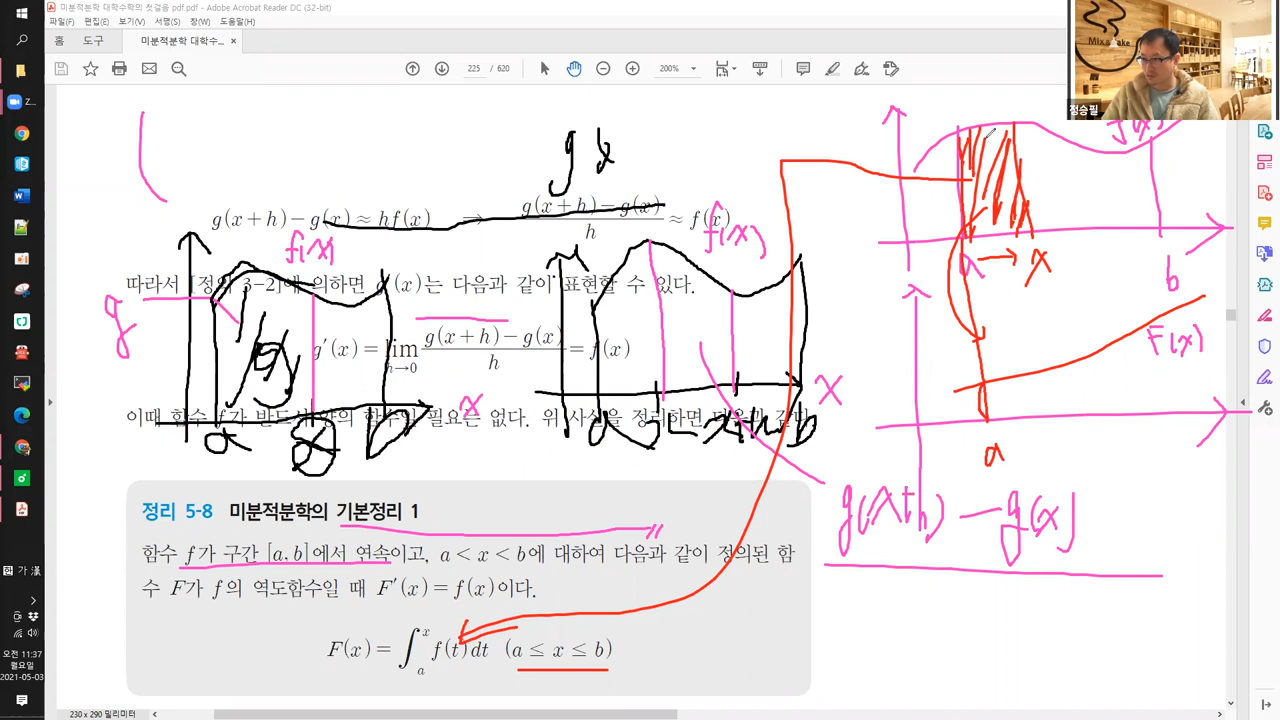 미분적분학 대학수학의 첫걸음 pdf.pdf - Adobe Acrobat Reader DC (32-bit)
파일(F) 편집(E) 보기(V) 서명(S) 창(W) 도움말(H)
홈 도구 미분적분학 대학수... ×
225 / 620 200%
Mix&Bake
정승필
g x
g(x+h)-g(x)≈hf(x) ⇒ g(x+h)-g(x) / h ≈ f(x)
f(x)
f(x)
f(x)
따라서 [정의 3-2]에 의하면 g'(x)는 다음과 같이 표현할 수 있다.
g
g'(x) = lim h→0 g(x+h)-g(x) / h = f(x)
a → x
b
F(x)
a
이때 함수 f가 반드시 양의 함수일 필요는 없다. 위 사실을 정리하면 다음과 같다.
x
x
a
a x x+h b
g(x+h) - g(x)
정리 5-8 미분적분학의 기본정리 1
함수 f가 구간 [a, b]에서 연속이고, a < x < b에 대하여 다음과 같이 정의된 함
수 F가 f의 역도함수일 때 F'(x) = f(x)이다.
F(x) = ∫ₐˣ f(t)dt (a ≤ x ≤ b)
한 가 漢
오전 11:37
월요일
2021-05-03
230 x 290 밀리미터